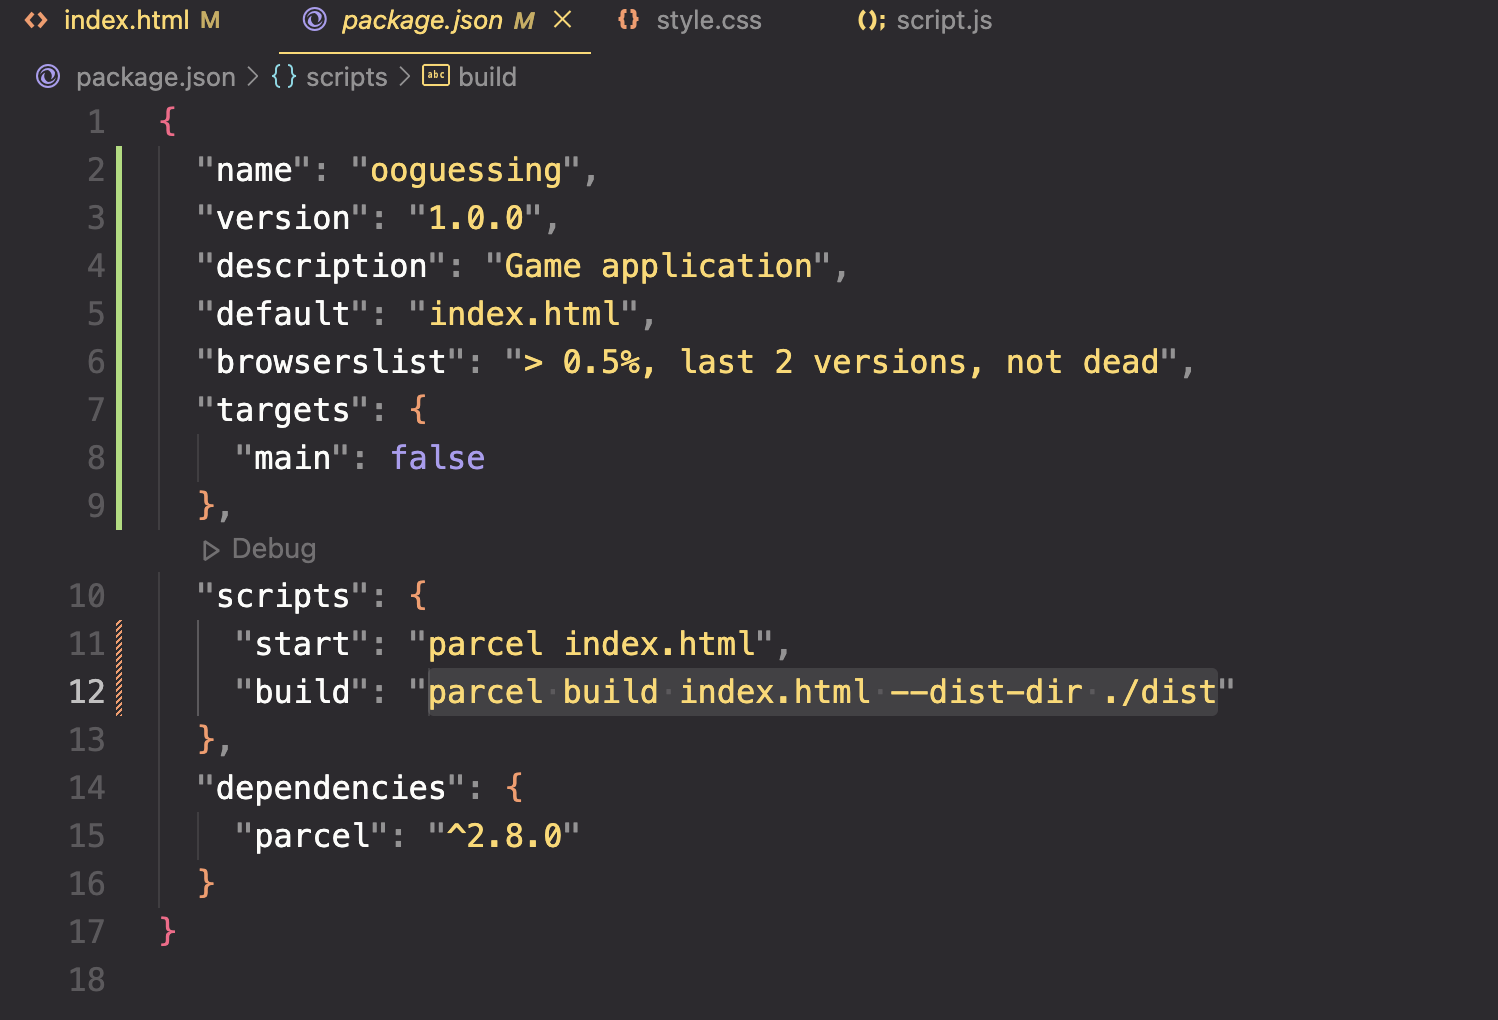 index.html M package.json M style.css script.js
package.json > {} scripts > abc build
1 {
2 "name": "ooguessing",
3 "version": "1.0.0",
4 "description": "Game application",
5 "default": "index.html",
6 "browserslist": "> 0.5%, last 2 versions, not dead",
7 "targets": {
8 "main": false
9 },
Debug
10 "scripts": {
11 "start": "parcel index.html",
12 "build": "parcel build index.html --dist-dir ./dist"
13 },
14 "dependencies": {
15 "parcel": "^2.8.0"
16 }
17 }
18